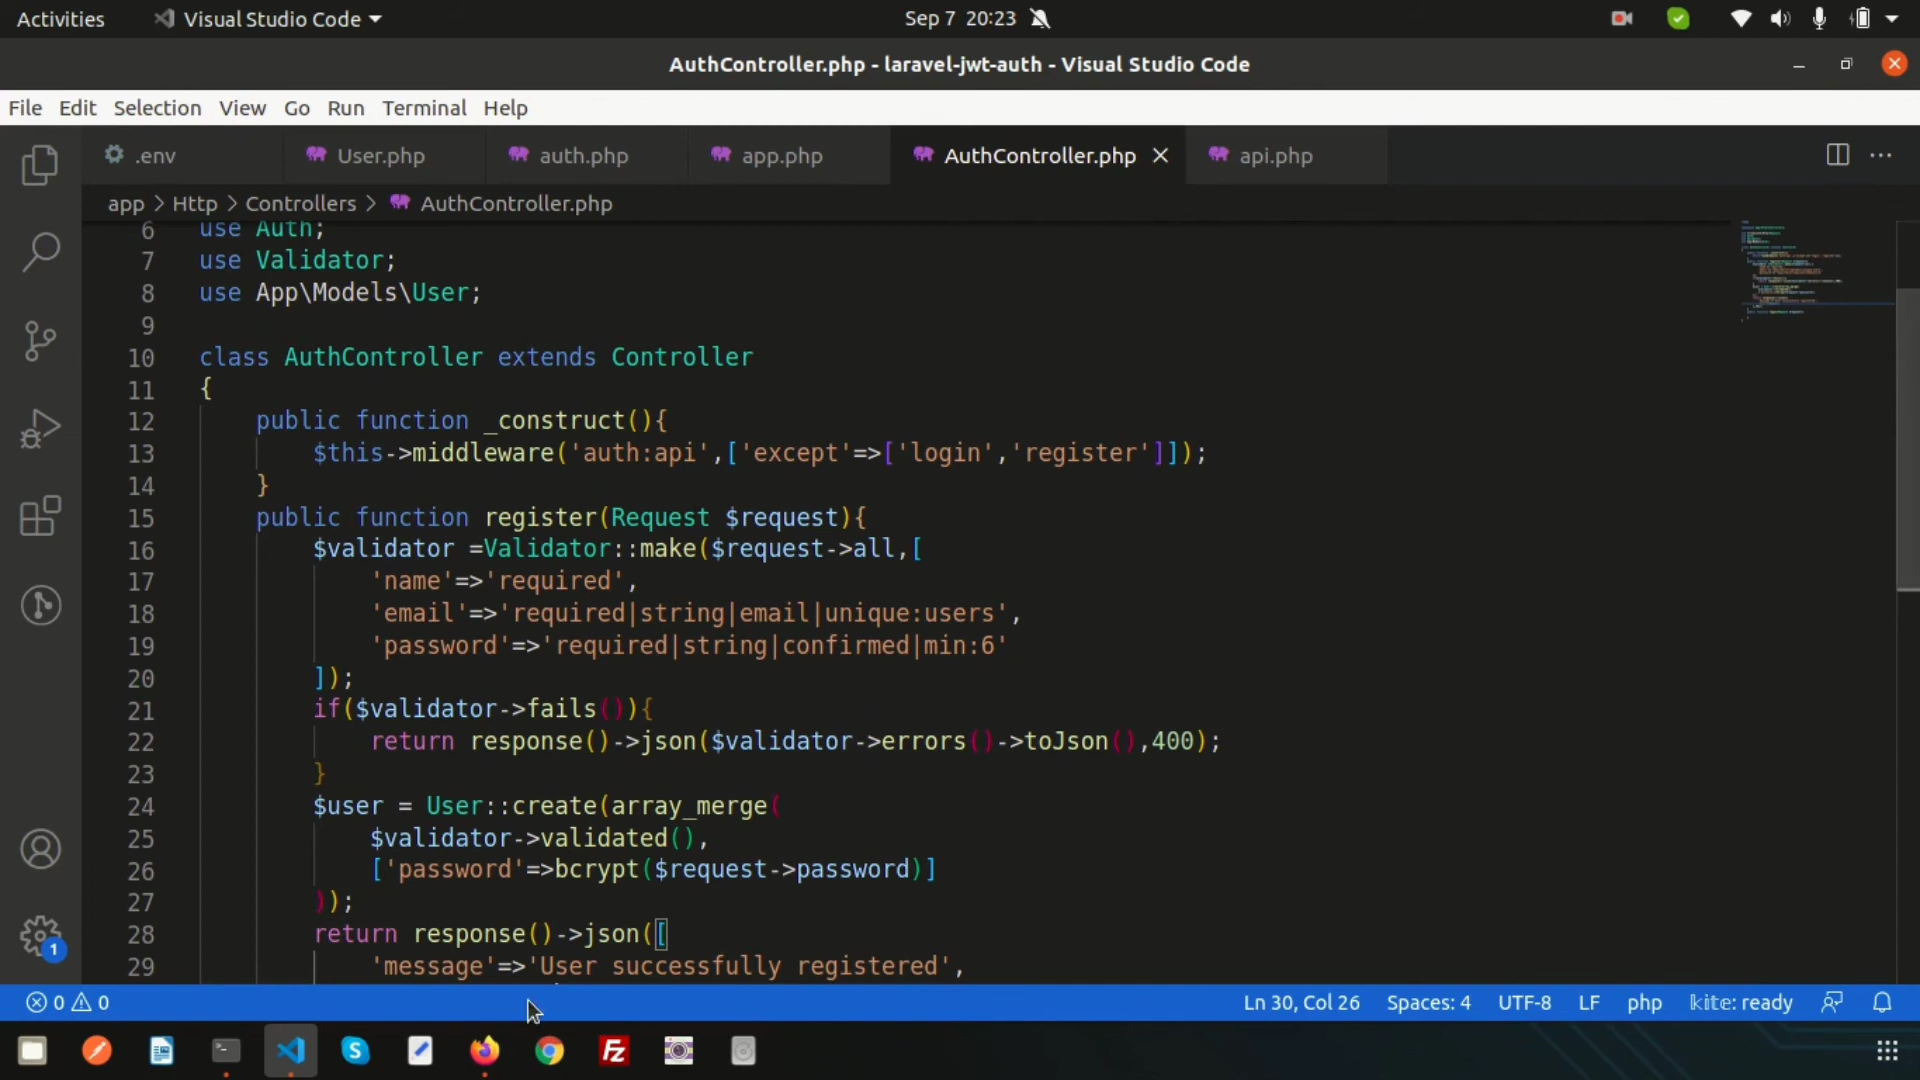 Activities
Visual Studio Code
Sep 7 20:23
AuthController.php - laravel-jwt-auth - Visual Studio Code
File Edit Selection View Go Run Terminal Help
.env User.php auth.php app.php AuthController.php api.php
app > Http > Controllers > AuthController.php
6 use Auth;
7 use Validator;
8 use App\Models\User;
9
10 class AuthController extends Controller
11 {
12 public function _construct(){
13 $this->middleware('auth:api',['except'=>['login','register']]);
14 }
15 public function register(Request $request){
16 $validator =Validator::make($request->all,[
17 'name'=>'required',
18 'email'=>'required|string|email|unique:users',
19 'password'=>'required|string|confirmed|min:6'
20 ]);
21 if($validator->fails()){
22 return response()->json($validator->errors()->toJson(),400);
23 }
24 $user = User::create(array_merge(
25 $validator->validated(),
26 ['password'=>bcrypt($request->password)]
27 ));
28 return response()->json([
29 'message'=>'User successfully registered',
1
0 0
Ln 30, Col 26 Spaces: 4 UTF-8 LF php kite: ready